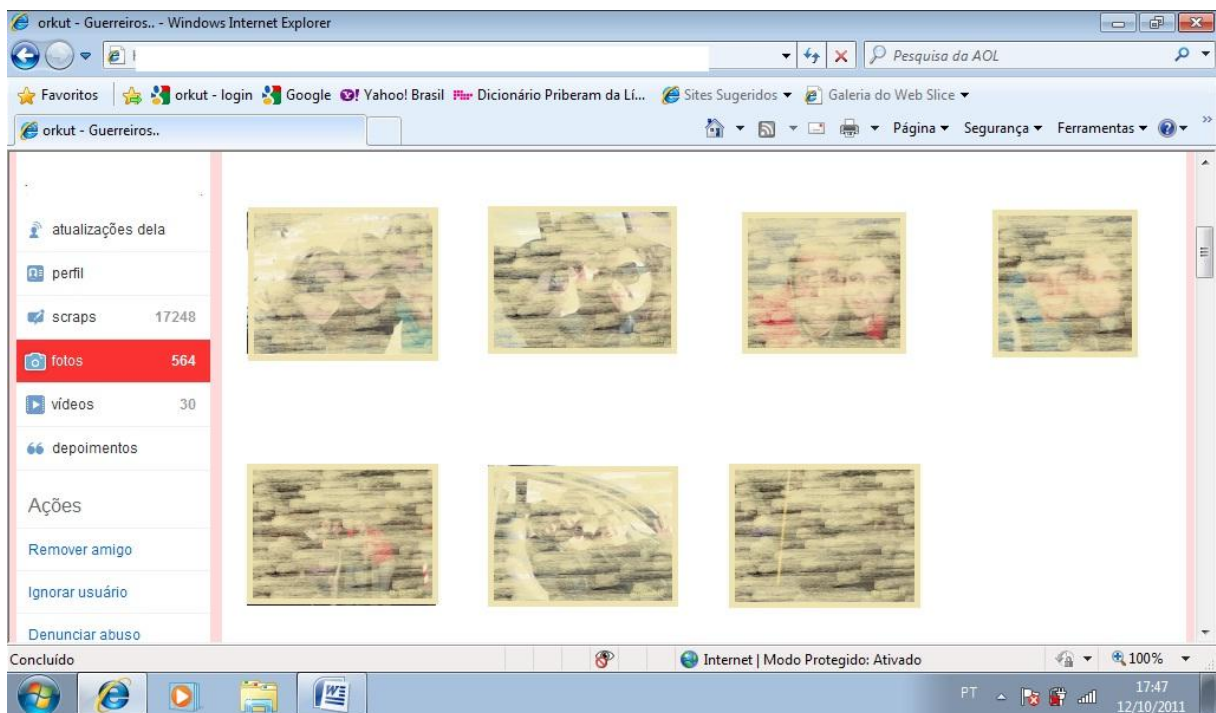 orkut - Guerreiros.. - Windows Internet Explorer
Pesquisa da AOL
Favoritos orkut - login Google Yahoo! Brasil Dicionário Priberam da Lí... Sites Sugeridos Galeria do Web Slice
orkut - Guerreiros.. Página Segurança Ferramentas
atualizações dela
perfil
scraps 17248
fotos 564
vídeos 30
depoimentos
Ações
Remover amigo
Ignorar usuário
Denunciar abuso
Concluído Internet | Modo Protegido: Ativado 100%
PT 17:47
12/10/2011